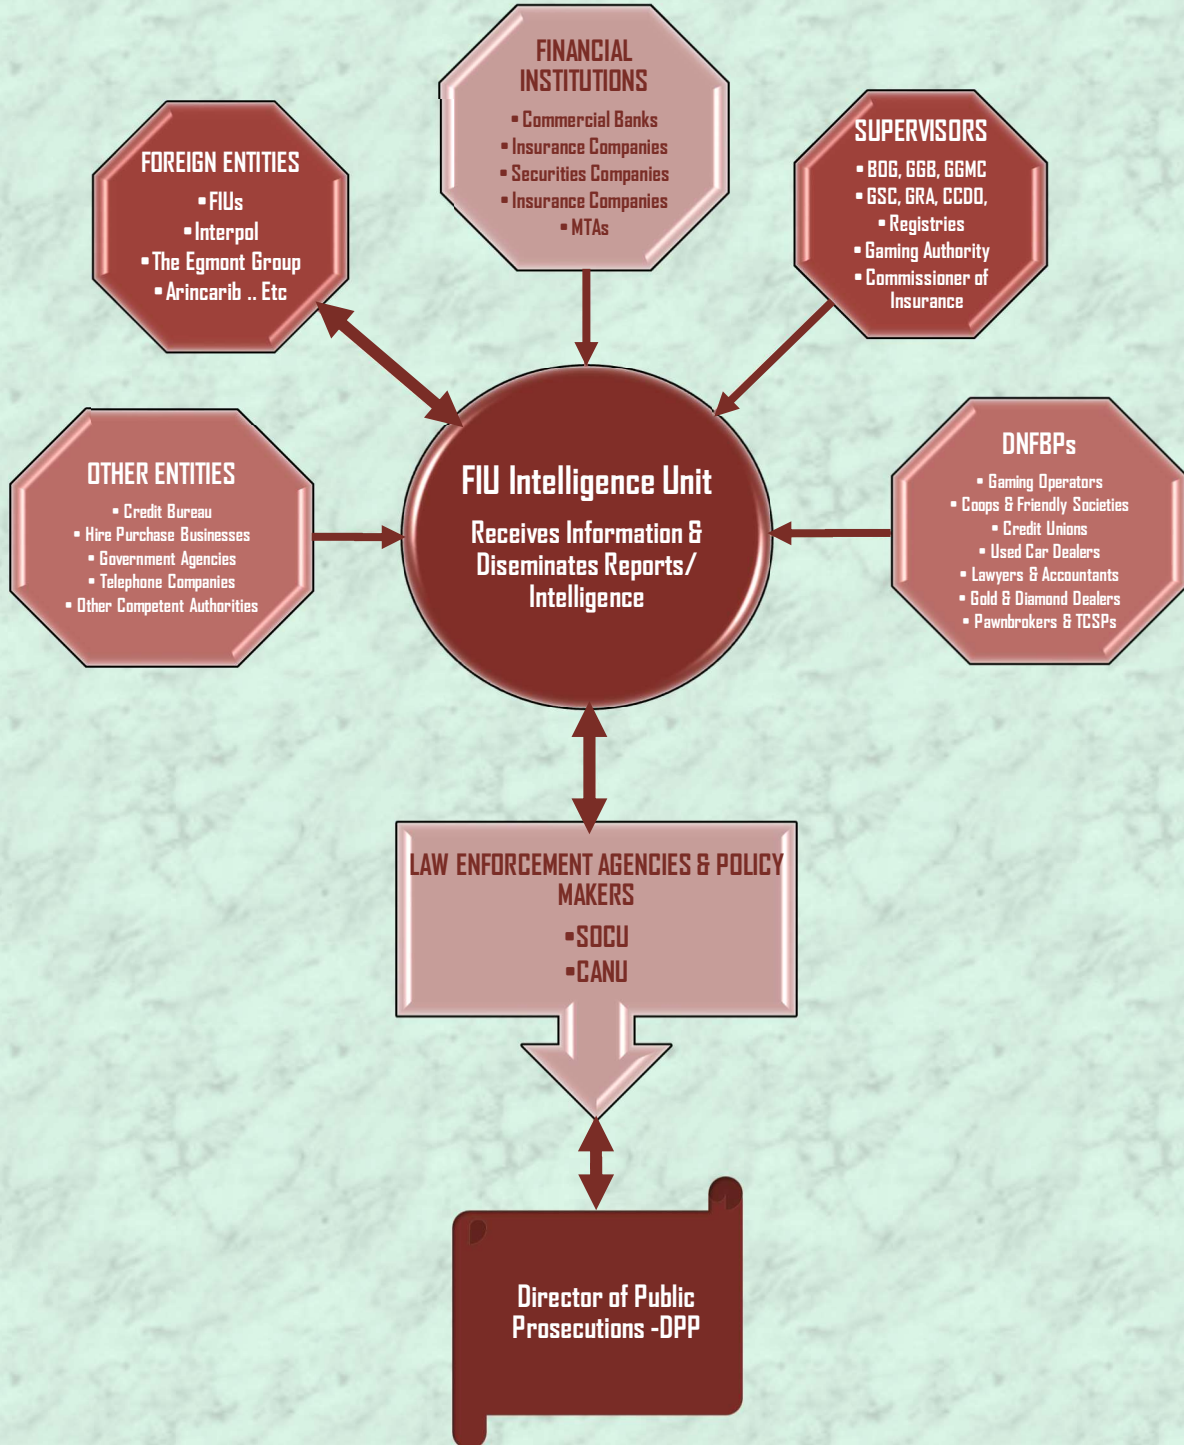 FINANCIAL
INSTITUTIONS
▪ Commercial Banks
▪ Insurance Companies
▪ Securities Companies
▪ Insurance Companies
▪ MTAs
FOREIGN ENTITIES
▪ FIUs
▪ Interpol
▪ The Egmont Group
▪ Arincarib .. Etc
SUPERVISORS
▪ BOG, GGB, GGMC
▪ GSC, GRA, CCDO,
▪ Registries
▪ Gaming Authority
▪ Commissioner of
Insurance
OTHER ENTITIES
▪ Credit Bureau
▪ Hire Purchase Businesses
▪ Government Agencies
▪ Telephone Companies
▪ Other Competent Authorities
FIU Intelligence Unit
Receives Information &
Diseminates Reports/
Intelligence
DNFBPs
▪ Gaming Operators
▪ Coops & Friendly Societies
▪ Credit Unions
▪ Used Car Dealers
▪ Lawyers & Accountants
▪ Gold & Diamond Dealers
▪ Pawnbrokers & TCSPs
LAW ENFORCEMENT AGENCIES & POLICY
MAKERS
▪ SOCU
▪ CANU
Director of Public
Prosecutions -DPP